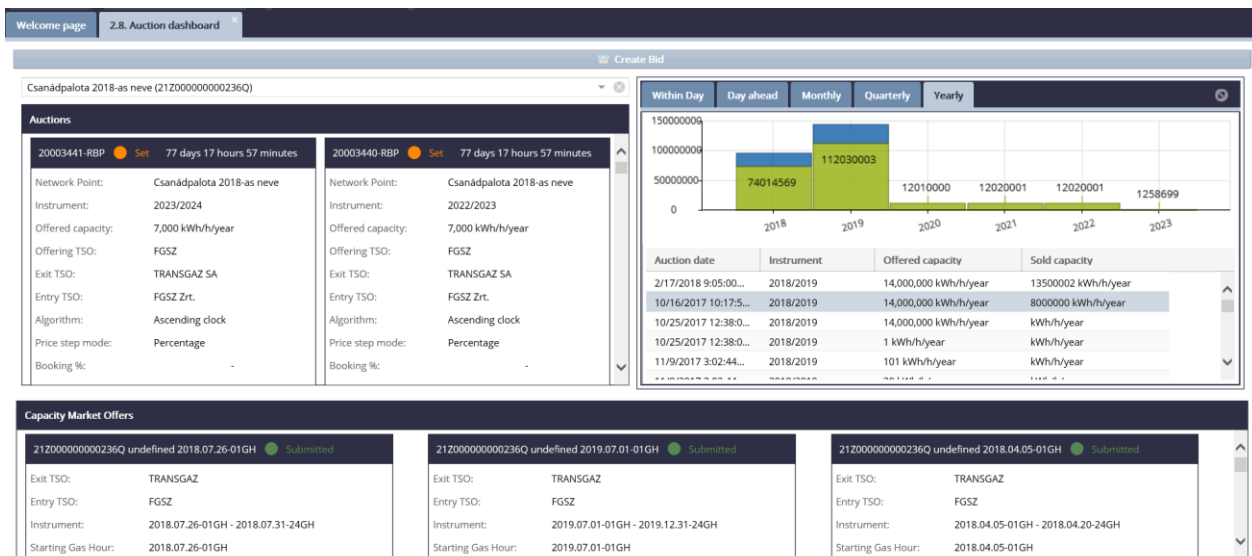 Welcome page 2.8. Auction dashboard
Create Bid
Csanádpalota 2018-as neve (21Z000000000236Q)
Auctions
20003441-RBP Set 77 days 17 hours 57 minutes
Network Point: Csanádpalota 2018-as neve
Instrument: 2023/2024
Offered capacity: 7,000 kWh/h/year
Offering TSO: FGSZ
Exit TSO: TRANSGAZ SA
Entry TSO: FGSZ Zrt.
Algorithm: Ascending clock
Price step mode: Percentage
Booking %: -
20003440-RBP Set 77 days 17 hours 57 minutes
Network Point: Csanádpalota 2018-as neve
Instrument: 2022/2023
Offered capacity: 7,000 kWh/h/year
Offering TSO: FGSZ
Exit TSO: TRANSGAZ SA
Entry TSO: FGSZ Zrt.
Algorithm: Ascending clock
Price step mode: Percentage
Booking %: -
Within Day Day ahead Monthly Quarterly Yearly
150000000
100000000
50000000
0
74014569 112030003 12010000 12020001 12020001 1258699
2018 2019 2020 2021 2022 2023
Auction date Instrument Offered capacity Sold capacity
2/17/2018 9:05:00... 2018/2019 14,000,000 kWh/h/year 13500002 kWh/h/year
10/16/2017 10:17:5... 2018/2019 14,000,000 kWh/h/year 8000000 kWh/h/year
10/25/2017 12:38:0... 2018/2019 14,000,000 kWh/h/year kWh/h/year
10/25/2017 12:38:0... 2018/2019 1 kWh/h/year kWh/h/year
11/9/2017 3:02:44... 2018/2019 101 kWh/h/year kWh/h/year
Capacity Market Offers
21Z000000000236Q undefined 2018.07.26-01GH Submitted
Exit TSO: TRANSGAZ
Entry TSO: FGSZ
Instrument: 2018.07.26-01GH - 2018.07.31-24GH
Starting Gas Hour: 2018.07.26-01GH
21Z000000000236Q undefined 2019.07.01-01GH Submitted
Exit TSO: TRANSGAZ
Entry TSO: FGSZ
Instrument: 2019.07.01-01GH - 2019.12.31-24GH
Starting Gas Hour: 2019.07.01-01GH
21Z000000000236Q undefined 2018.04.05-01GH Submitted
Exit TSO: TRANSGAZ
Entry TSO: FGSZ
Instrument: 2018.04.05-01GH - 2018.04.20-24GH
Starting Gas Hour: 2018.04.05-01GH